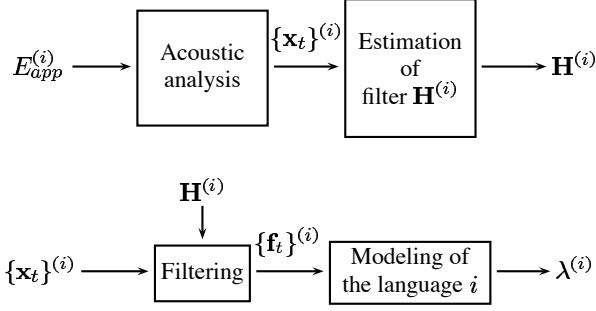 E_{app}^{(i)}
Acoustic
analysis
{x_t}^{(i)}
Estimation
of
filter H^{(i)}
H^{(i)}
H^{(i)}
{x_t}^{(i)}
Filtering
{f_t}^{(i)}
Modeling of
the language i
λ^{(i)}